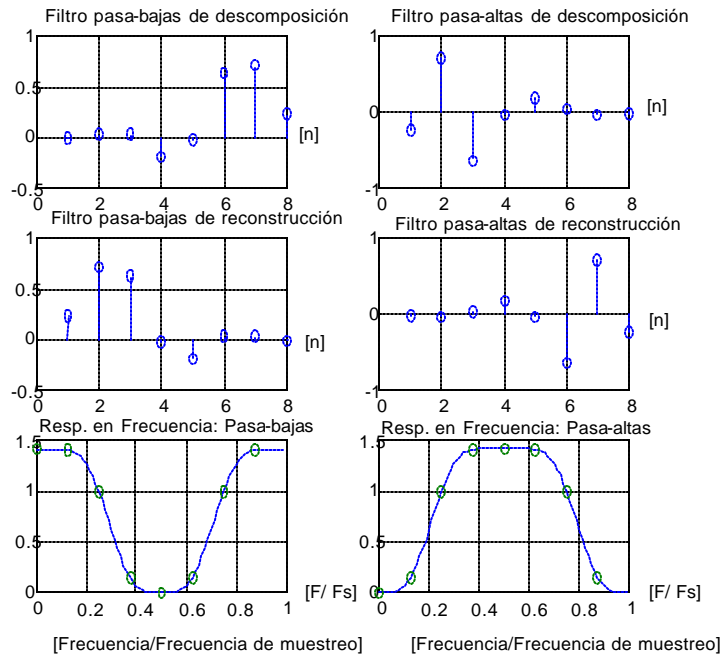 Filtro pasa-bajas de descomposición
1
0.5
0
-0.5
0 2 4 6 8
[n]
Filtro pasa-altas de descomposición
1
0
-1
0 2 4 6 8
[n]
Filtro pasa-bajas de reconstrucción
1
0.5
0
-0.5
0 2 4 6 8
[n]
Filtro pasa-altas de reconstrucción
1
0
-1
0 2 4 6 8
[n]
Resp. en Frecuencia: Pasa-bajas
1.5
1
0.5
0
0 0.2 0.4 0.6 0.8 1
[F/ Fs]
[Frecuencia/Frecuencia de muestreo]
Resp. en Frecuencia: Pasa-altas
1.5
1
0.5
0
0 0.2 0.4 0.6 0.8 1
[F/ Fs]
[Frecuencia/Frecuencia de muestreo]